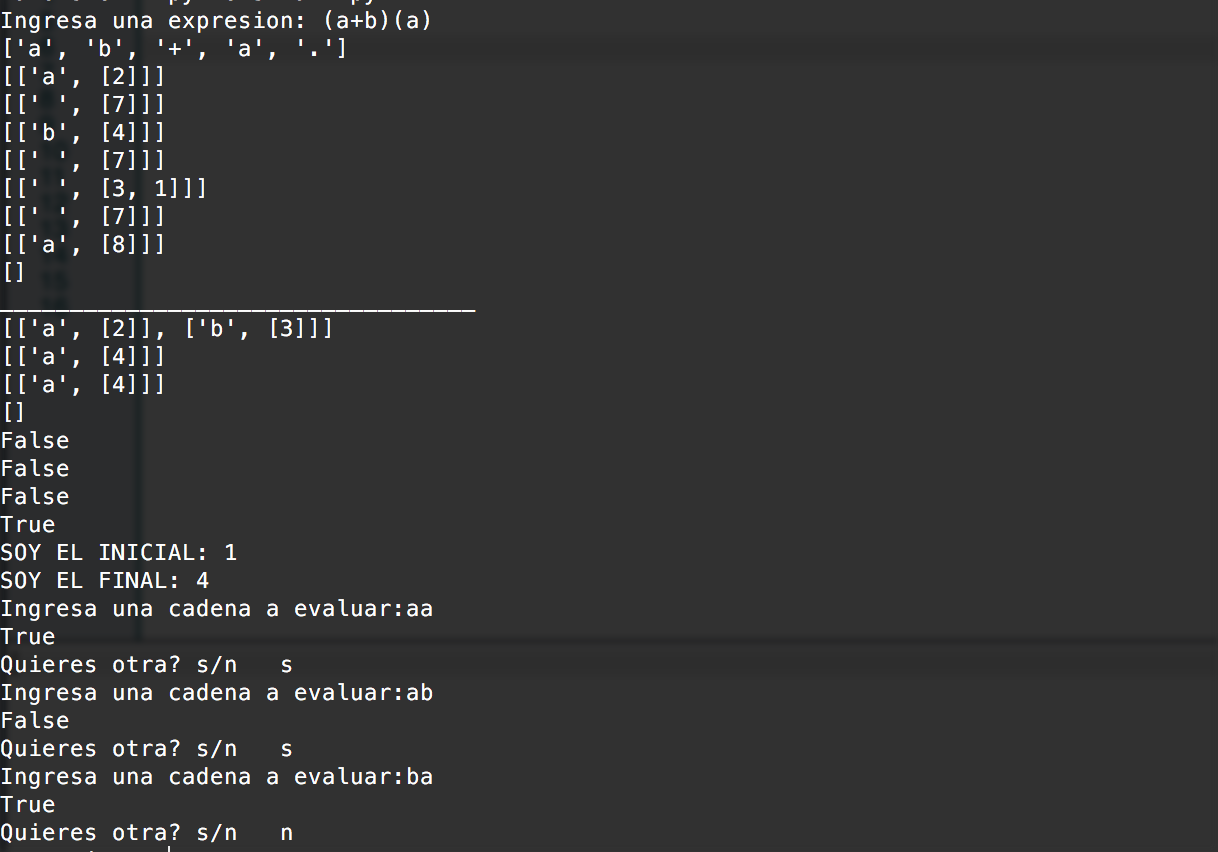 Ingresa una expresion: (a+b)(a)
['a', 'b', '+', 'a', '.']
[['a', [2]]]
[[' ', [7]]]
[['b', [4]]]
[[' ', [7]]]
[[' ', [3, 1]]]
[[' ', [7]]]
[['a', [8]]]
[]
__________________________________
[['a', [2]], ['b', [3]]]
[['a', [4]]]
[['a', [4]]]
[]
False
False
False
True
SOY EL INICIAL: 1
SOY EL FINAL: 4
Ingresa una cadena a evaluar:aa
True
Quieres otra? s/n   s
Ingresa una cadena a evaluar:ab
False
Quieres otra? s/n   s
Ingresa una cadena a evaluar:ba
True
Quieres otra? s/n   n